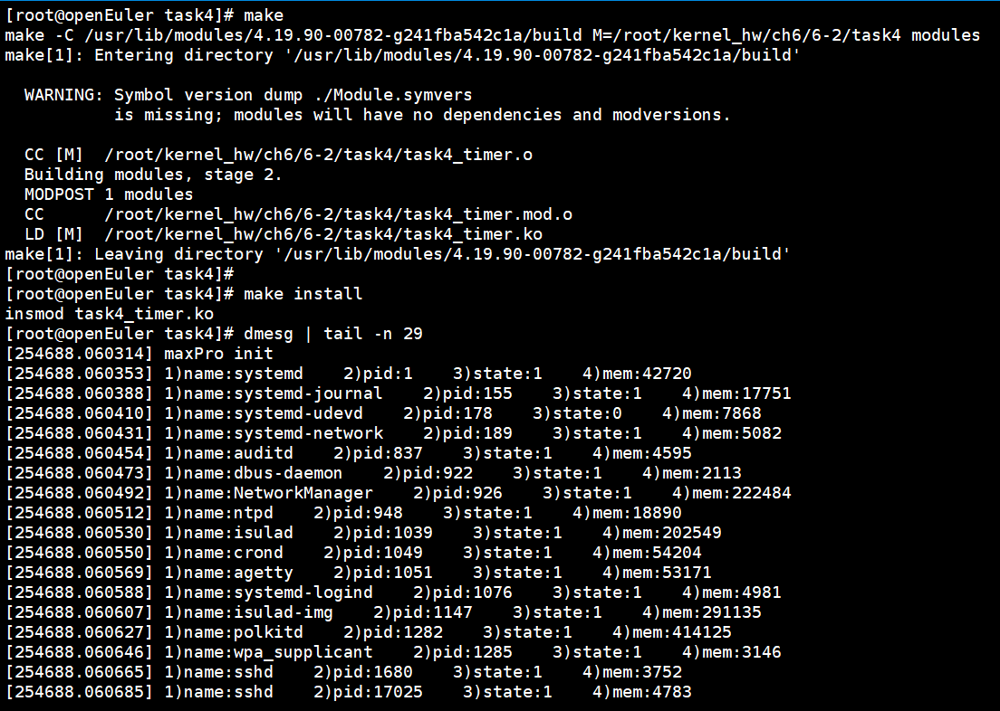 [root@openEuler task4]# make
make -C /usr/lib/modules/4.19.90-00782-g241fba542c1a/build M=/root/kernel_hw/ch6/6-2/task4 modules
make[1]: Entering directory '/usr/lib/modules/4.19.90-00782-g241fba542c1a/build'
WARNING: Symbol version dump ./Module.symvers
is missing; modules will have no dependencies and modversions.
CC [M]  /root/kernel_hw/ch6/6-2/task4/task4_timer.o
Building modules, stage 2.
MODPOST 1 modules
CC      /root/kernel_hw/ch6/6-2/task4/task4_timer.mod.o
LD [M]  /root/kernel_hw/ch6/6-2/task4/task4_timer.ko
make[1]: Leaving directory '/usr/lib/modules/4.19.90-00782-g241fba542c1a/build'
[root@openEuler task4]#
[root@openEuler task4]# make install
insmod task4_timer.ko
[root@openEuler task4]# dmesg | tail -n 29
[254688.060314] maxPro init
[254688.060353] 1)name:systemd    2)pid:1    3)state:1    4)mem:42720
[254688.060388] 1)name:systemd-journal    2)pid:155    3)state:1    4)mem:17751
[254688.060410] 1)name:systemd-udevd    2)pid:178    3)state:0    4)mem:7868
[254688.060431] 1)name:systemd-network    2)pid:189    3)state:1    4)mem:5082
[254688.060454] 1)name:auditd    2)pid:837    3)state:1    4)mem:4595
[254688.060473] 1)name:dbus-daemon    2)pid:922    3)state:1    4)mem:2113
[254688.060492] 1)name:NetworkManager    2)pid:926    3)state:1    4)mem:222484
[254688.060512] 1)name:ntpd    2)pid:948    3)state:1    4)mem:18890
[254688.060530] 1)name:isulad    2)pid:1039    3)state:1    4)mem:202549
[254688.060550] 1)name:crond    2)pid:1049    3)state:1    4)mem:54204
[254688.060569] 1)name:agetty    2)pid:1051    3)state:1    4)mem:53171
[254688.060588] 1)name:systemd-logind    2)pid:1076    3)state:1    4)mem:4981
[254688.060607] 1)name:isulad-img    2)pid:1147    3)state:1    4)mem:291135
[254688.060627] 1)name:polkitd    2)pid:1282    3)state:1    4)mem:414125
[254688.060646] 1)name:wpa_supplicant    2)pid:1285    3)state:1    4)mem:3146
[254688.060665] 1)name:sshd    2)pid:1680    3)state:1    4)mem:3752
[254688.060685] 1)name:sshd    2)pid:17025    3)state:1    4)mem:4783